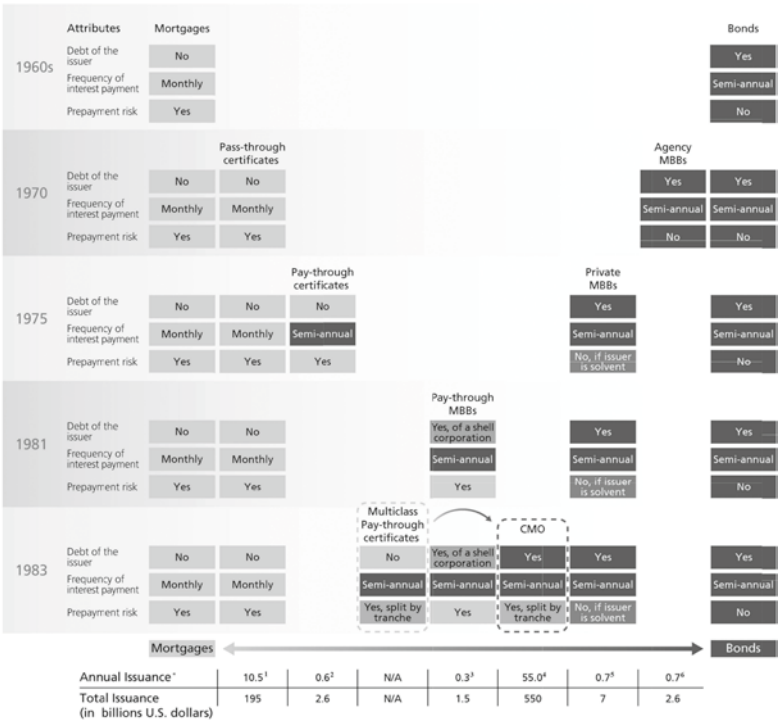 Attributes Mortgages Bonds
1960s
Debt of the
issuer No Yes
Frequency of
interest payment Monthly Semi-annual
Prepayment risk Yes No
Pass-through
certificates
Agency
MBBs
1970
Debt of the
issuer No No Yes Yes
Frequency of
interest payment Monthly Monthly Semi-annual Semi-annual
Prepayment risk Yes Yes No No
Pay-through
certificates
Private
MBBs
1975
Debt of the
issuer No No No Yes Yes
Frequency of
interest payment Monthly Monthly Semi-annual Semi-annual Semi-annual
Prepayment risk Yes Yes Yes No, if issuer
is solvent No
Pay-through
MBBs
1981
Debt of the
issuer No No Yes, of a shell
corporation Yes Yes
Frequency of
interest payment Monthly Monthly Semi-annual Semi-annual Semi-annual
Prepayment risk Yes Yes Yes No, if issuer
is solvent No
Multiclass
Pay-through
certificates
CMO
1983
Debt of the
issuer No No No Yes, of a shell
corporation Yes Yes Yes
Frequency of
interest payment Monthly Monthly Semi-annual Semi-annual Semi-annual Semi-annual Semi-annual
Prepayment risk Yes Yes Yes, split by
tranche Yes Yes, split by
tranche No, if issuer
is solvent No
Mortgages Bonds
Annual Issuance* 10.5¹ 0.6² N/A 0.3³ 55.0⁴ 0.7⁵ 0.7⁶
Total Issuance 195 2.6 N/A 1.5 550 7 2.6
(in billions U.S. dollars)